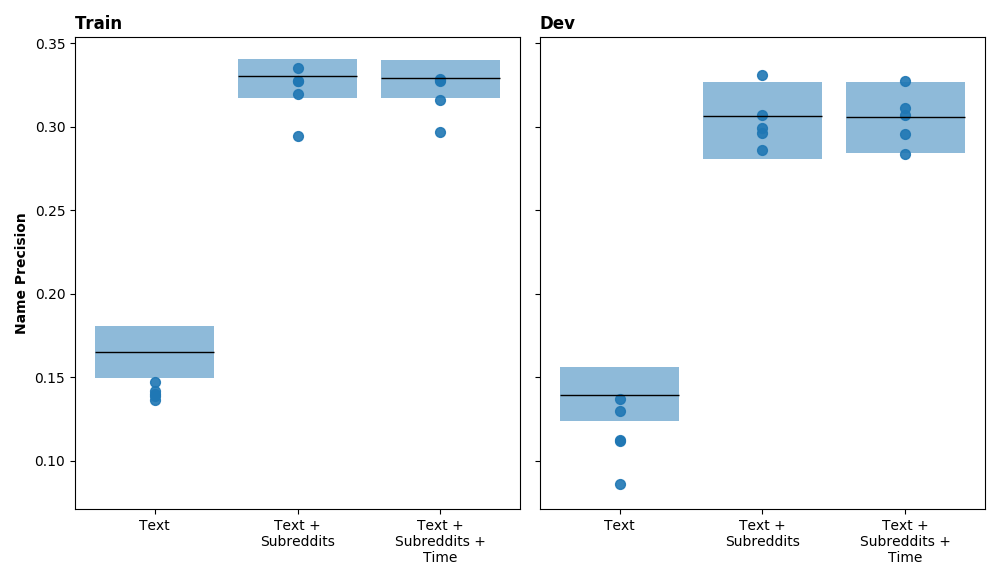 Train
Dev
Name Precision
0.35
0.30
0.25
0.20
0.15
0.10
Text
Text +
Subreddits
Text +
Subreddits +
Time
Text
Text +
Subreddits
Text +
Subreddits +
Time